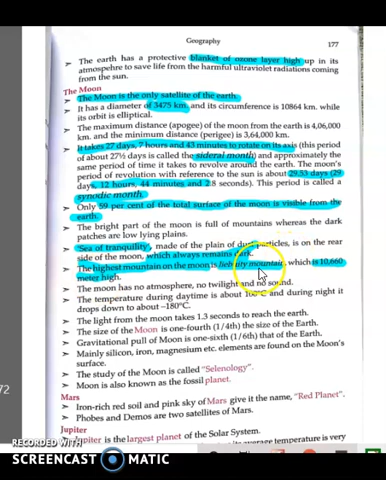 Geography
177
➤ The earth has a protective blanket of ozone layer high up in its
atmospehre to save life from the harmful ultraviolet radiations coming
from the sun.
The Moon
➤ The Moon is the only satellite of the earth.
➤ It has a diameter of 3475 km, and its circumference is 10864 km. while
its orbit is elliptical.
➤ The maximum distance (apogee) of the moon from the earth is 4,06,000
km. and the minimum distance (perigee) is 3,64,000 km.
➤ It takes 27 days, 7 hours and 43 minutes to rotate on its axis (this
period of about 27½ days is called the siderial month) and approximately the
same period of time it takes to revolve around the earth. The moon's
period of revolution with reference to the sun is about 29.53 days (29
days, 12 hours, 44 minutes and 2.8 seconds). This period is called a
synodic month.
➤ Only 59 per cent of the total surface of the moon is visible from the
earth.
➤ The bright part of the moon is full of mountains whereas the dark
patches are low lying plains.
➤ 'Sea of tranquility', made of the plain of dust particles, is on the rear
side of the moon, which always remains dark.
➤ The highest mountain on the moon is mountain, which is 10,660
meter high.
➤ The moon has no atmosphere, no twilight and no sound.
➤ The temperature during daytime is about 100°C and during night it
drops down to about –180°C.
➤ The light from the moon takes 1.3 seconds to reach the earth.
➤ The size of the Moon is one-fourth (1/4th) the size of the Earth.
➤ Gravitational pull of Moon is one-sixth (1/6th) that of the Earth.
➤ Mainly silicon, iron, magnesium etc. elements are found on the Moon's
surface.
➤ The study of the Moon is called "Selenology".
➤ Moon is also known as the fossil planet.
Mars
➤ Iron-rich red soil and pink sky of Mars give it the name, "Red Planet".
➤ Phobes and Demos are two satellites of Mars.
Jupiter
Jupiter is the largest planet of the Solar System.
its average temperature is very
72
RECORDED WITH
SCREENCAST MATIC